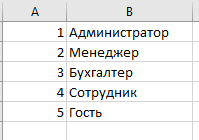 A B
1 Администратор
2 Менеджер
3 Бухгалтер
4 Сотрудник
5 Гость